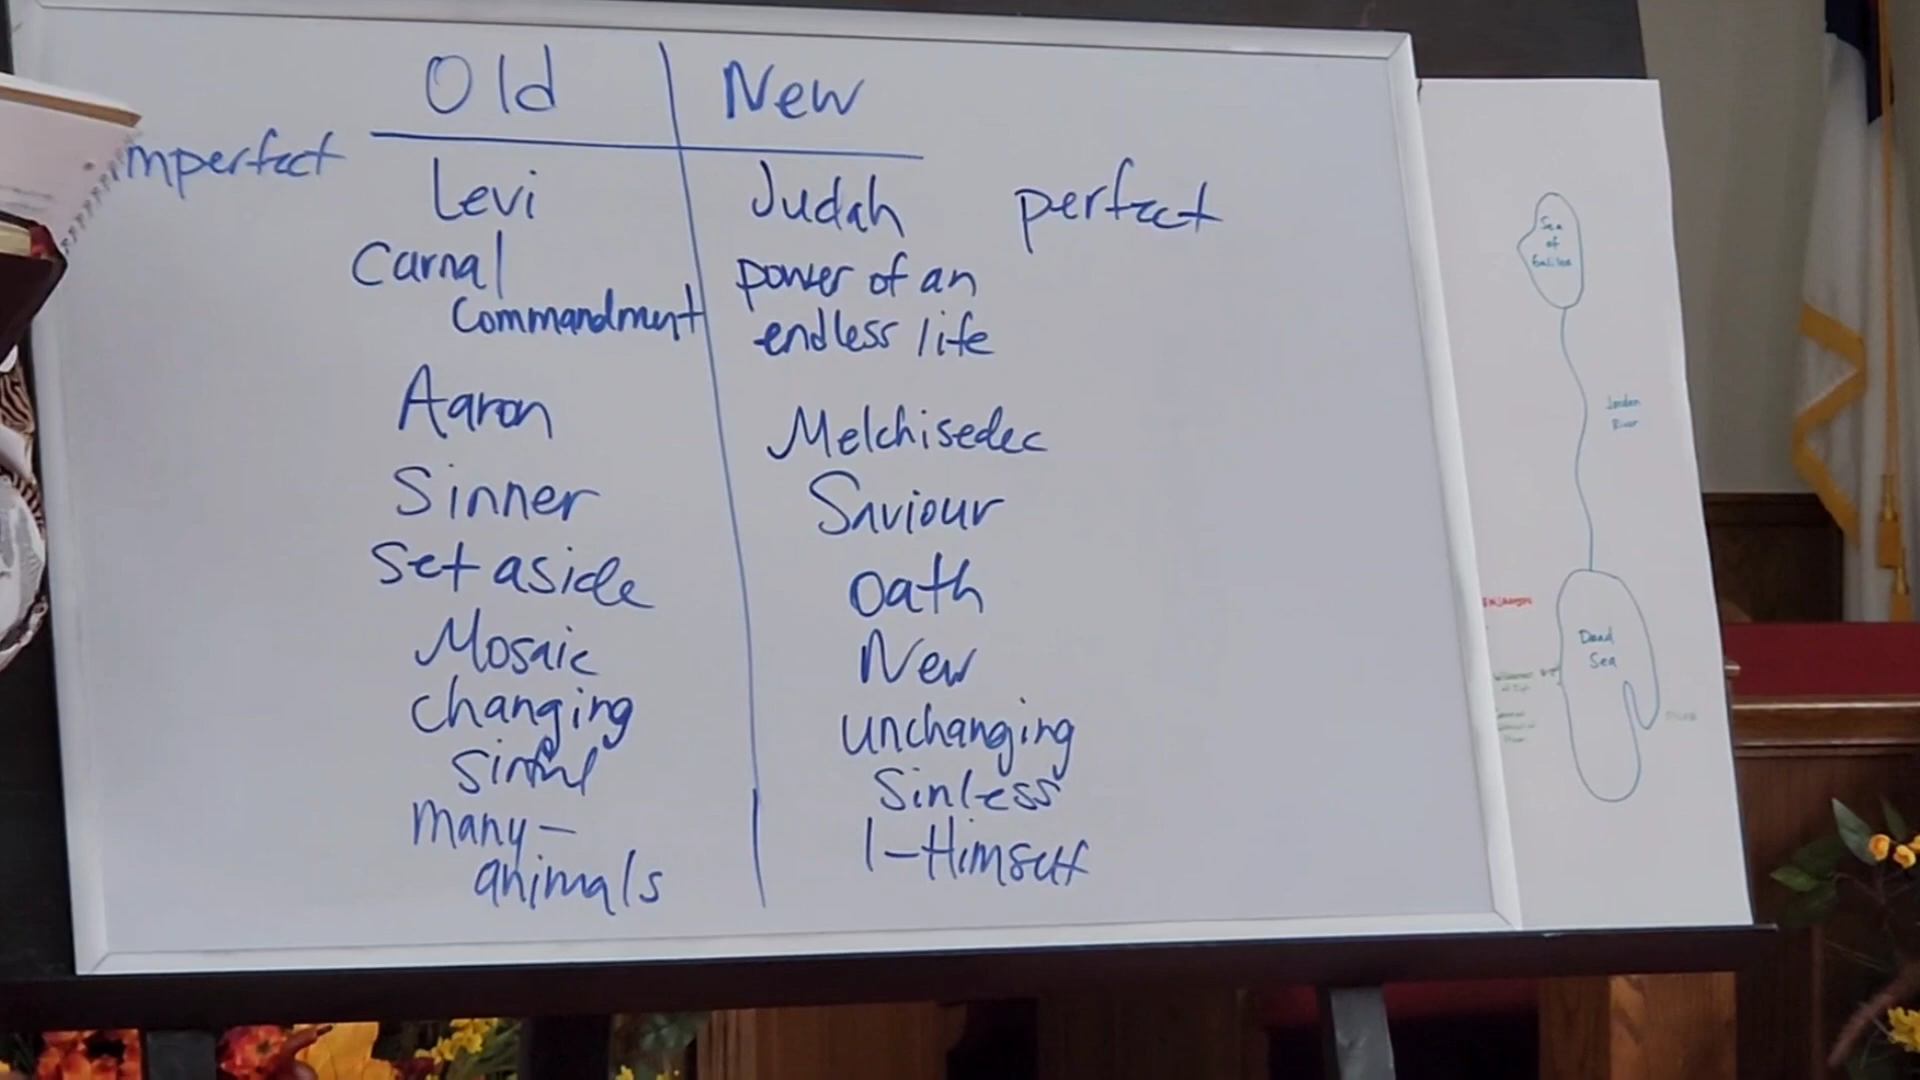 Old New
mperfect
Levi Judah perfect
Carnal power of an
Commandment endless life
Aaron Melchisedec
Sinner Saviour
Set aside Oath
Mosaic New
changing unchanging
Sinful Sinless
Many- 1-Himself
animals
Sea
of
Galilee
Jordan
River
Dead
Sea